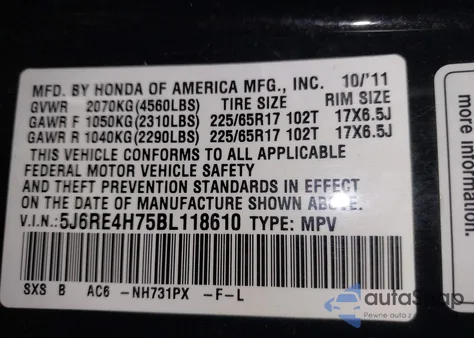 MFD. BY HONDA OF AMERICA MFG., INC. 10/'11
GVWR 2070KG(4560LBS) TIRE SIZE RIM SIZE
GAWR F 1050KG(2310LBS) 225/65R17 102T 17X6.5J
GAWR R 1040KG(2290LBS) 225/65R17 102T 17X6.5J
THIS VEHICLE CONFORMS TO ALL APPLICABLE
FEDERAL MOTOR VEHICLE SAFETY
AND THEFT PREVENTION STANDARDS IN EFFECT
ON THE DATE OF MANUFACTURE SHOWN ABOVE.
V.I.N.: 5J6RE4H75BL118610 TYPE: MPV
SXS B AC6 -NH731PX -F-L
Pewne auto z